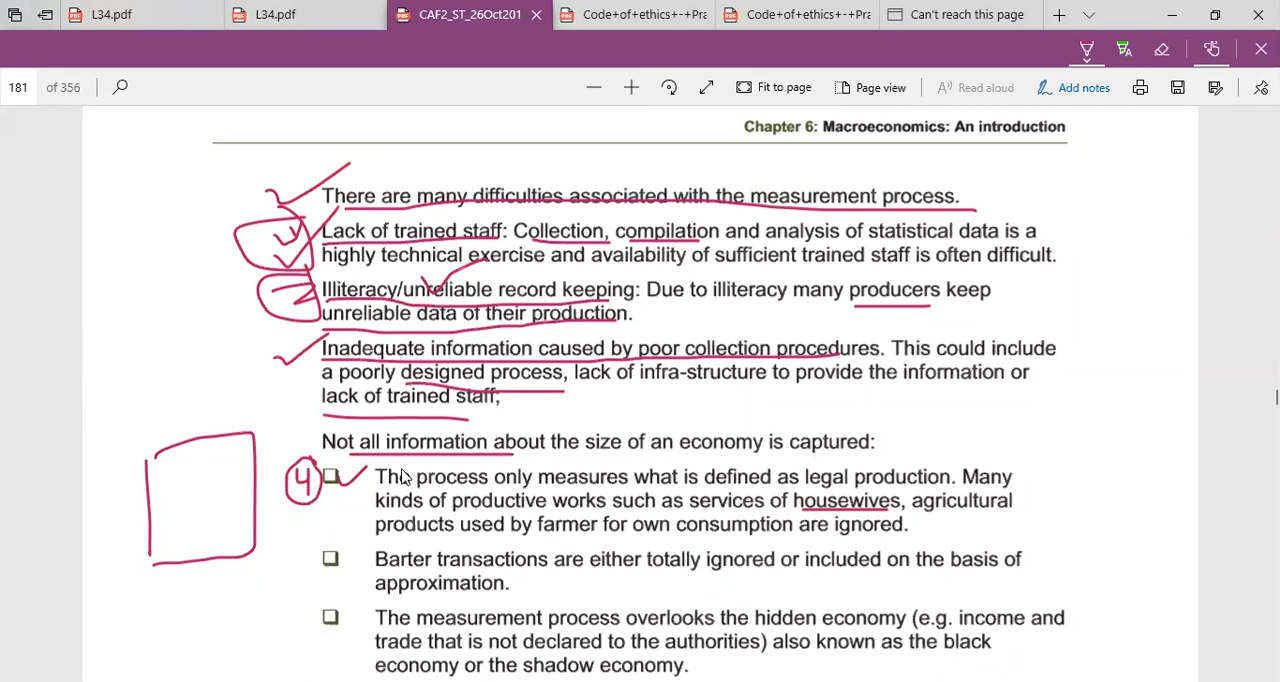 L34.pdf
L34.pdf
CAF2_ST_26Oct201
Code+of+ethics+-+Pra
Code+of+ethics+-+Pra
Can't reach this page
181 of 356
Fit to page
Page view
Read aloud
Add notes
Chapter 6: Macroeconomics: An introduction
There are many difficulties associated with the measurement process.
Lack of trained staff: Collection, compilation and analysis of statistical data is a
highly technical exercise and availability of sufficient trained staff is often difficult.
Illiteracy/unreliable record keeping: Due to illiteracy many producers keep
unreliable data of their production.
Inadequate information caused by poor collection procedures. This could include
a poorly designed process, lack of infra-structure to provide the information or
lack of trained staff;
Not all information about the size of an economy is captured:
4
The process only measures what is defined as legal production. Many
kinds of productive works such as services of housewives, agricultural
products used by farmer for own consumption are ignored.
Barter transactions are either totally ignored or included on the basis of
approximation.
The measurement process overlooks the hidden economy (e.g. income and
trade that is not declared to the authorities) also known as the black
economy or the shadow economy.